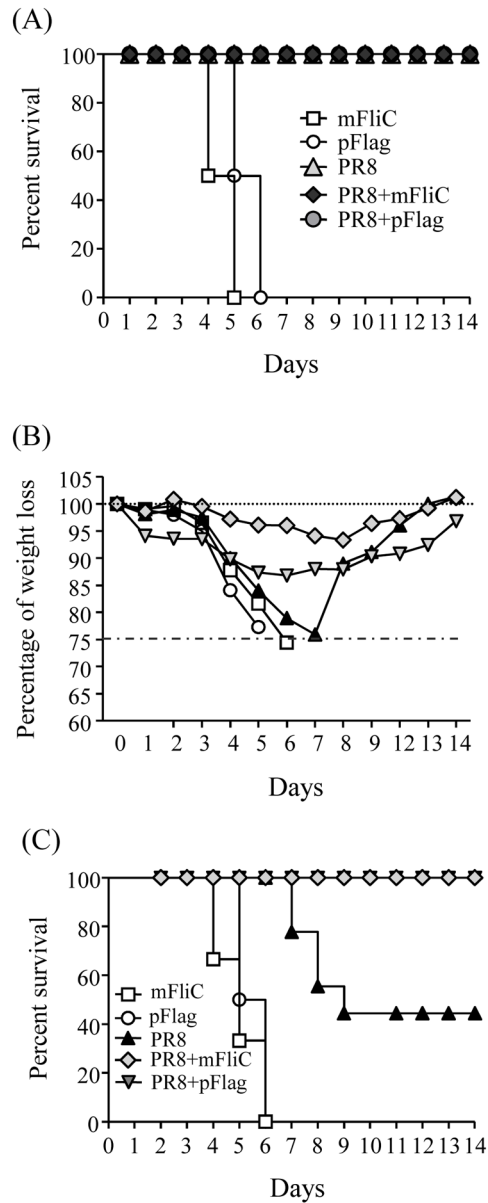 (A)
100
80
60
40
20
0
Percent survival
mFliC
pFlag
PR8
PR8+mFliC
PR8+pFlag
0 1 2 3 4 5 6 7 8 9 10 11 12 13 14
Days
(B)
105
100
95
90
85
80
75
70
65
60
Percentage of weight loss
0 1 2 3 4 5 6 7 8 9 12 13 14
Days
(C)
100
80
60
40
20
0
Percent survival
mFliC
pFlag
PR8
PR8+mFliC
PR8+pFlag
0 1 2 3 4 5 6 7 8 9 10 11 12 13 14
Days